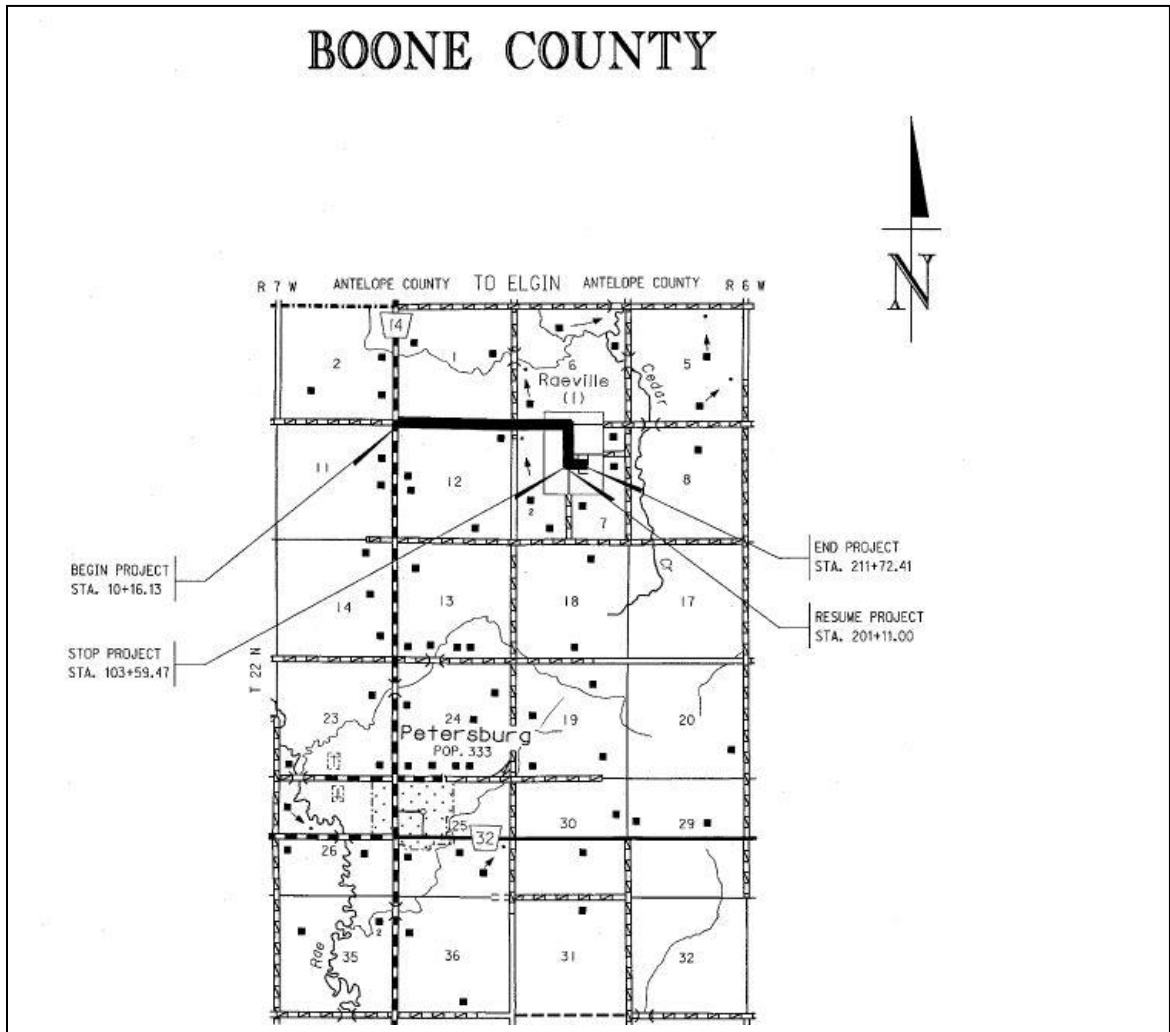 BOONE COUNTY
N
R 7 W ANTELOPE COUNTY TO ELGIN ANTELOPE COUNTY R 6 W
14
2 1 6 5
Raeville
(1)
Cedar
11 12 8
2
7
BEGIN PROJECT
STA. 10+16.13
END PROJECT
STA. 211+72.41
Cr
14 13 18 17
RESUME PROJECT
STA. 201+11.00
STOP PROJECT
STA. 103+59.47
T 22 N
23 24 19 20
Petersburg
POP. 333
25 30 29
32
26
2
Rae
35 36 31 32